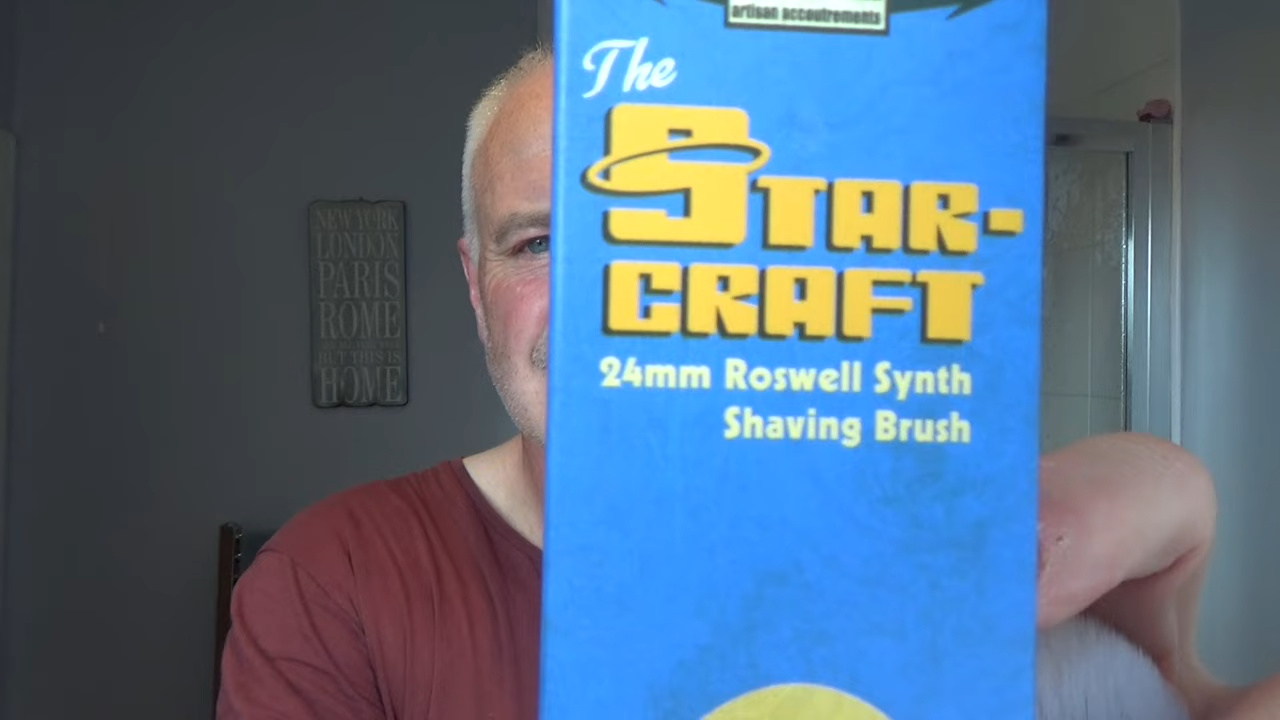 artisan accoutrements
The
STAR-
CRAFT
24mm Roswell Synth
Shaving Brush
NEW YORK
LONDON
PARIS
ROME
BUT THIS IS
HOME